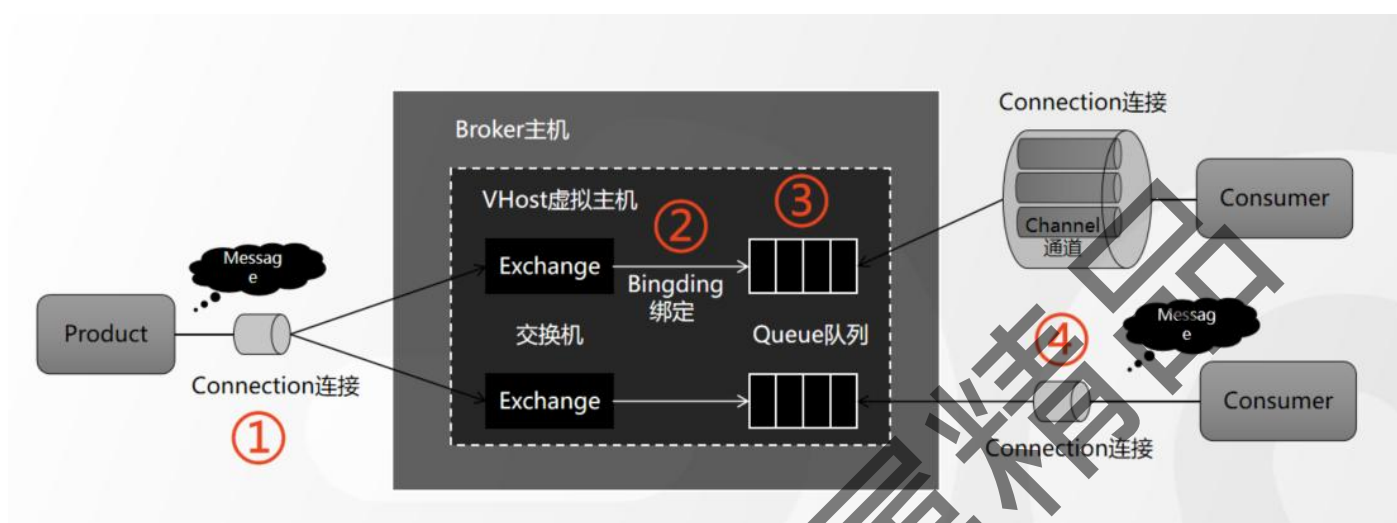 Connection连接
Broker主机
VHost虚拟主机
②
③
Consumer
Messag
e
Exchange
Bingding
绑定
Channel
通道
Product
交换机
Queue队列
④
Messag
e
Connection连接
①
Exchange
Consumer
Connection连接
精品